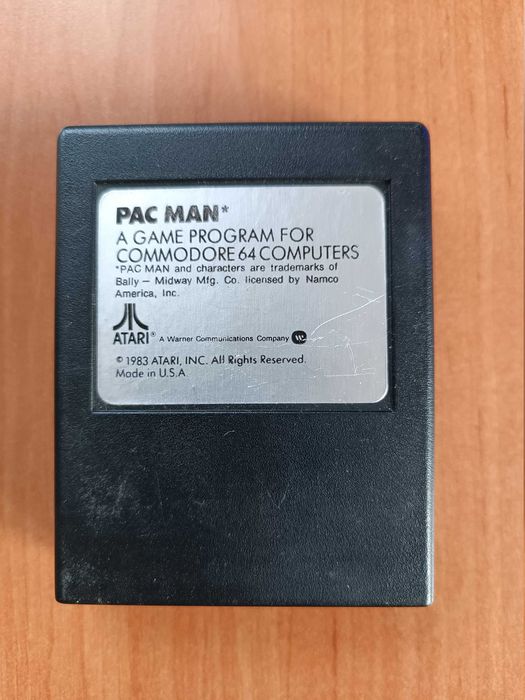 PAC MAN*
A GAME PROGRAM FOR
COMMODORE 64 COMPUTERS
*PAC MAN and characters are trademarks of
Bally — Midway Mfg. Co. licensed by Namco
America, Inc.
ATARI® A Warner Communications Company W
© 1983 ATARI, INC. All Rights Reserved.
Made in U.S.A.